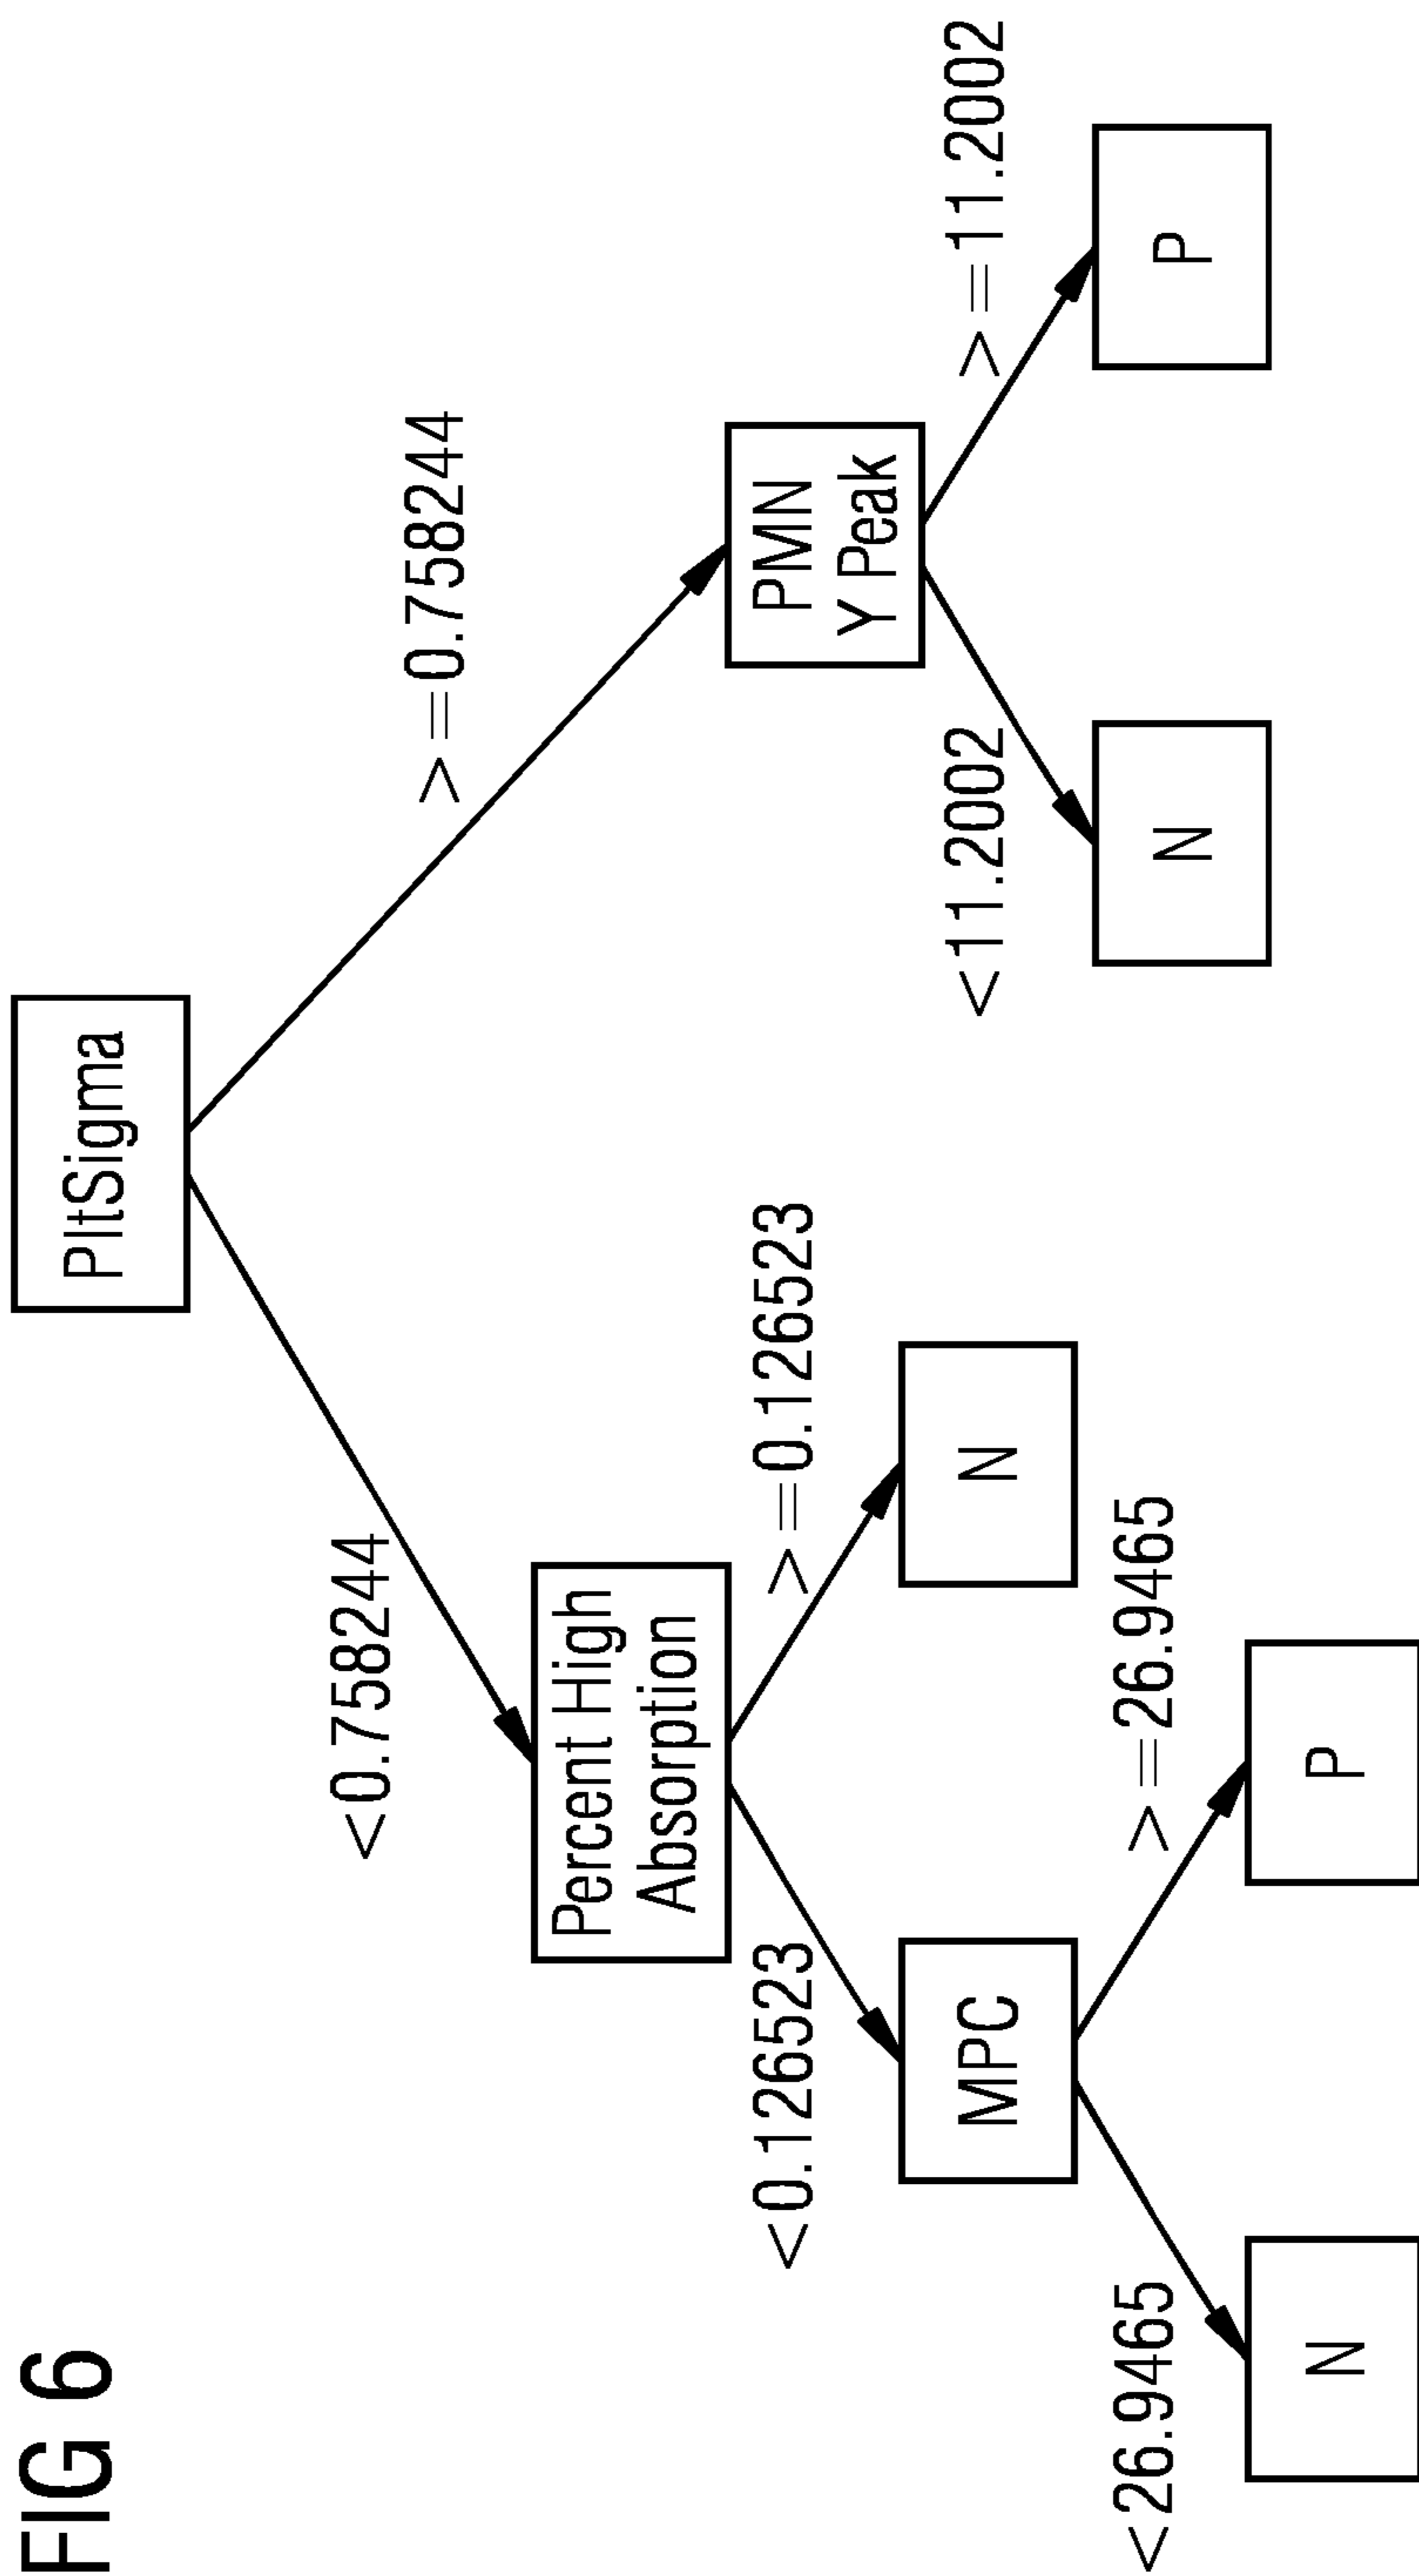 FIG 6
PltSigma
<0.758244
>=0.758244
Percent High
Absorption
PMN
Y Peak
<0.126523
>=0.126523
<11.2002
>=11.2002
MPC
N
N
P
<26.9465
>=26.9465
N
P